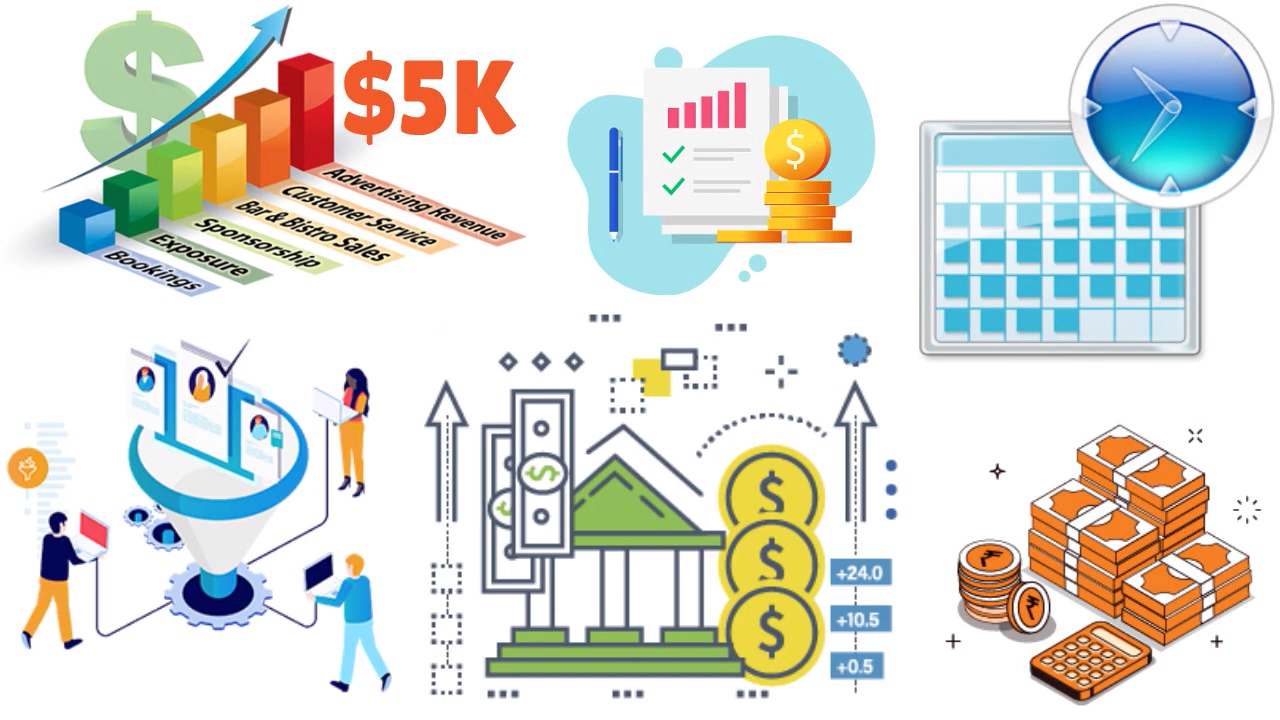 $
$5K
Advertising Revenue
Customer Service
Bar & Bistro Sales
Sponsorship
Exposure
Bookings
$
$
$
$
$
$
+24.0
+10.5
+0.5
₹
₹